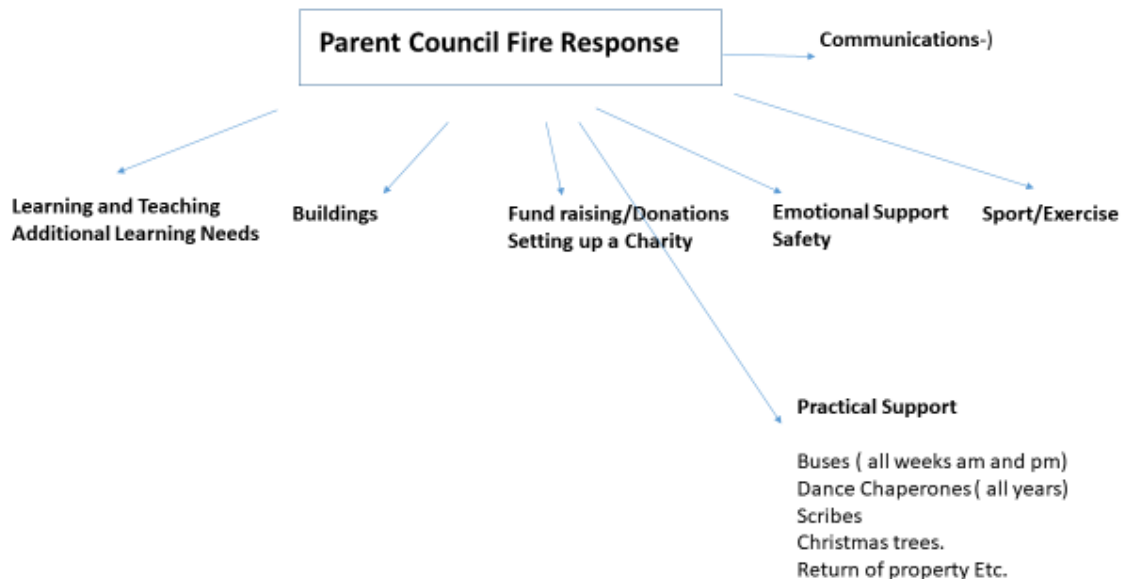 Parent Council Fire Response
Communications-)
Learning and Teaching
Additional Learning Needs
Buildings
Fund raising/Donations
Setting up a Charity
Emotional Support
Safety
Sport/Exercise
Practical Support
Buses ( all weeks am and pm)
Dance Chaperones ( all years)
Scribes
Christmas trees.
Return of property Etc.